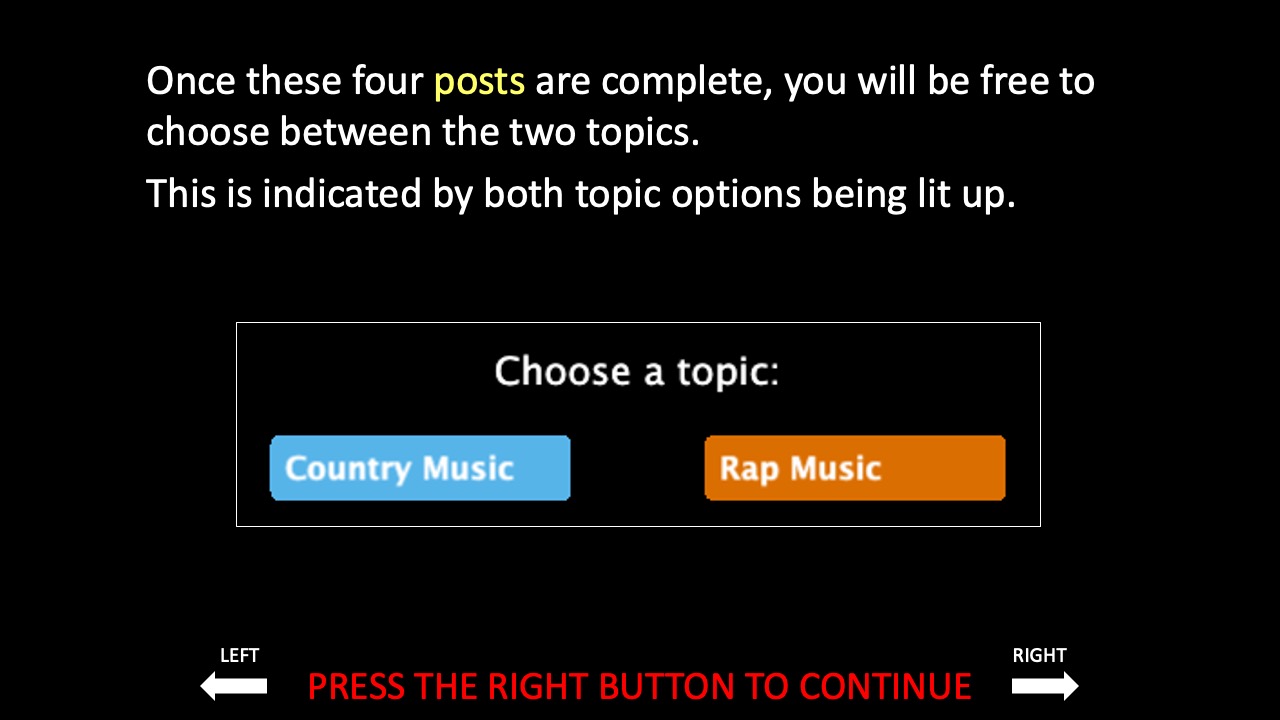 Once these four posts are complete, you will be free to
choose between the two topics.
This is indicated by both topic options being lit up.
Choose a topic:
Country Music
Rap Music
LEFT
RIGHT
PRESS THE RIGHT BUTTON TO CONTINUE